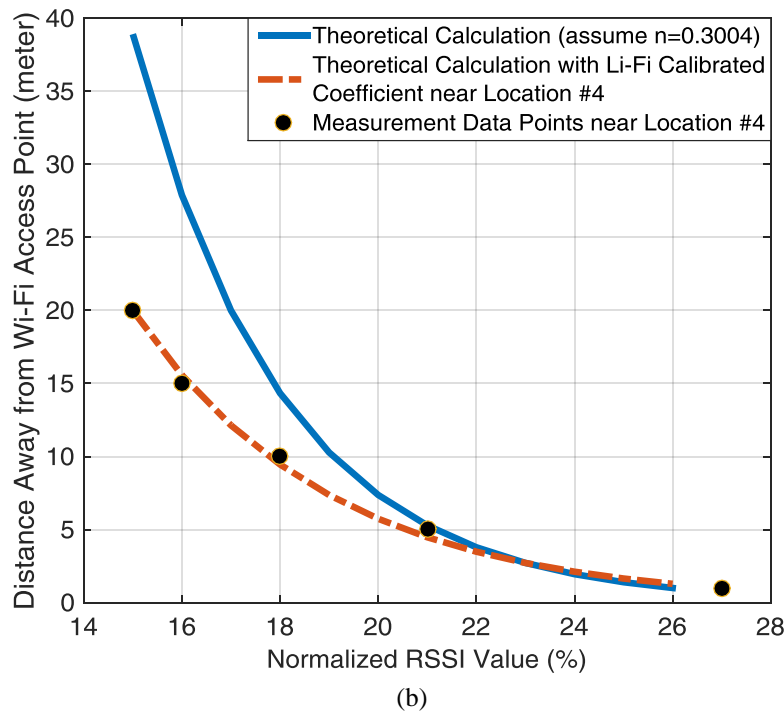 Distance Away from Wi-Fi Access Point (meter)
40
35
30
25
20
15
10
5
0
Theoretical Calculation (assume n=0.3004)
Theoretical Calculation with Li-Fi Calibrated
Coefficient near Location #4
Measurement Data Points near Location #4
14 16 18 20 22 24 26 28
Normalized RSSI Value (%)
(b)